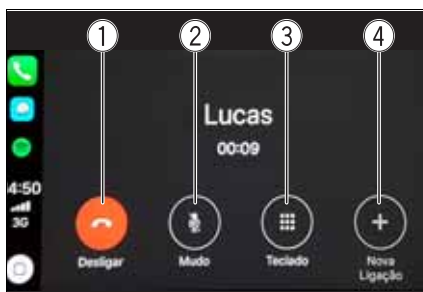 1
2
3
4
Lucas
00:09
4:50
3G
Desligar
Mudo
Teclado
Nova
Ligação